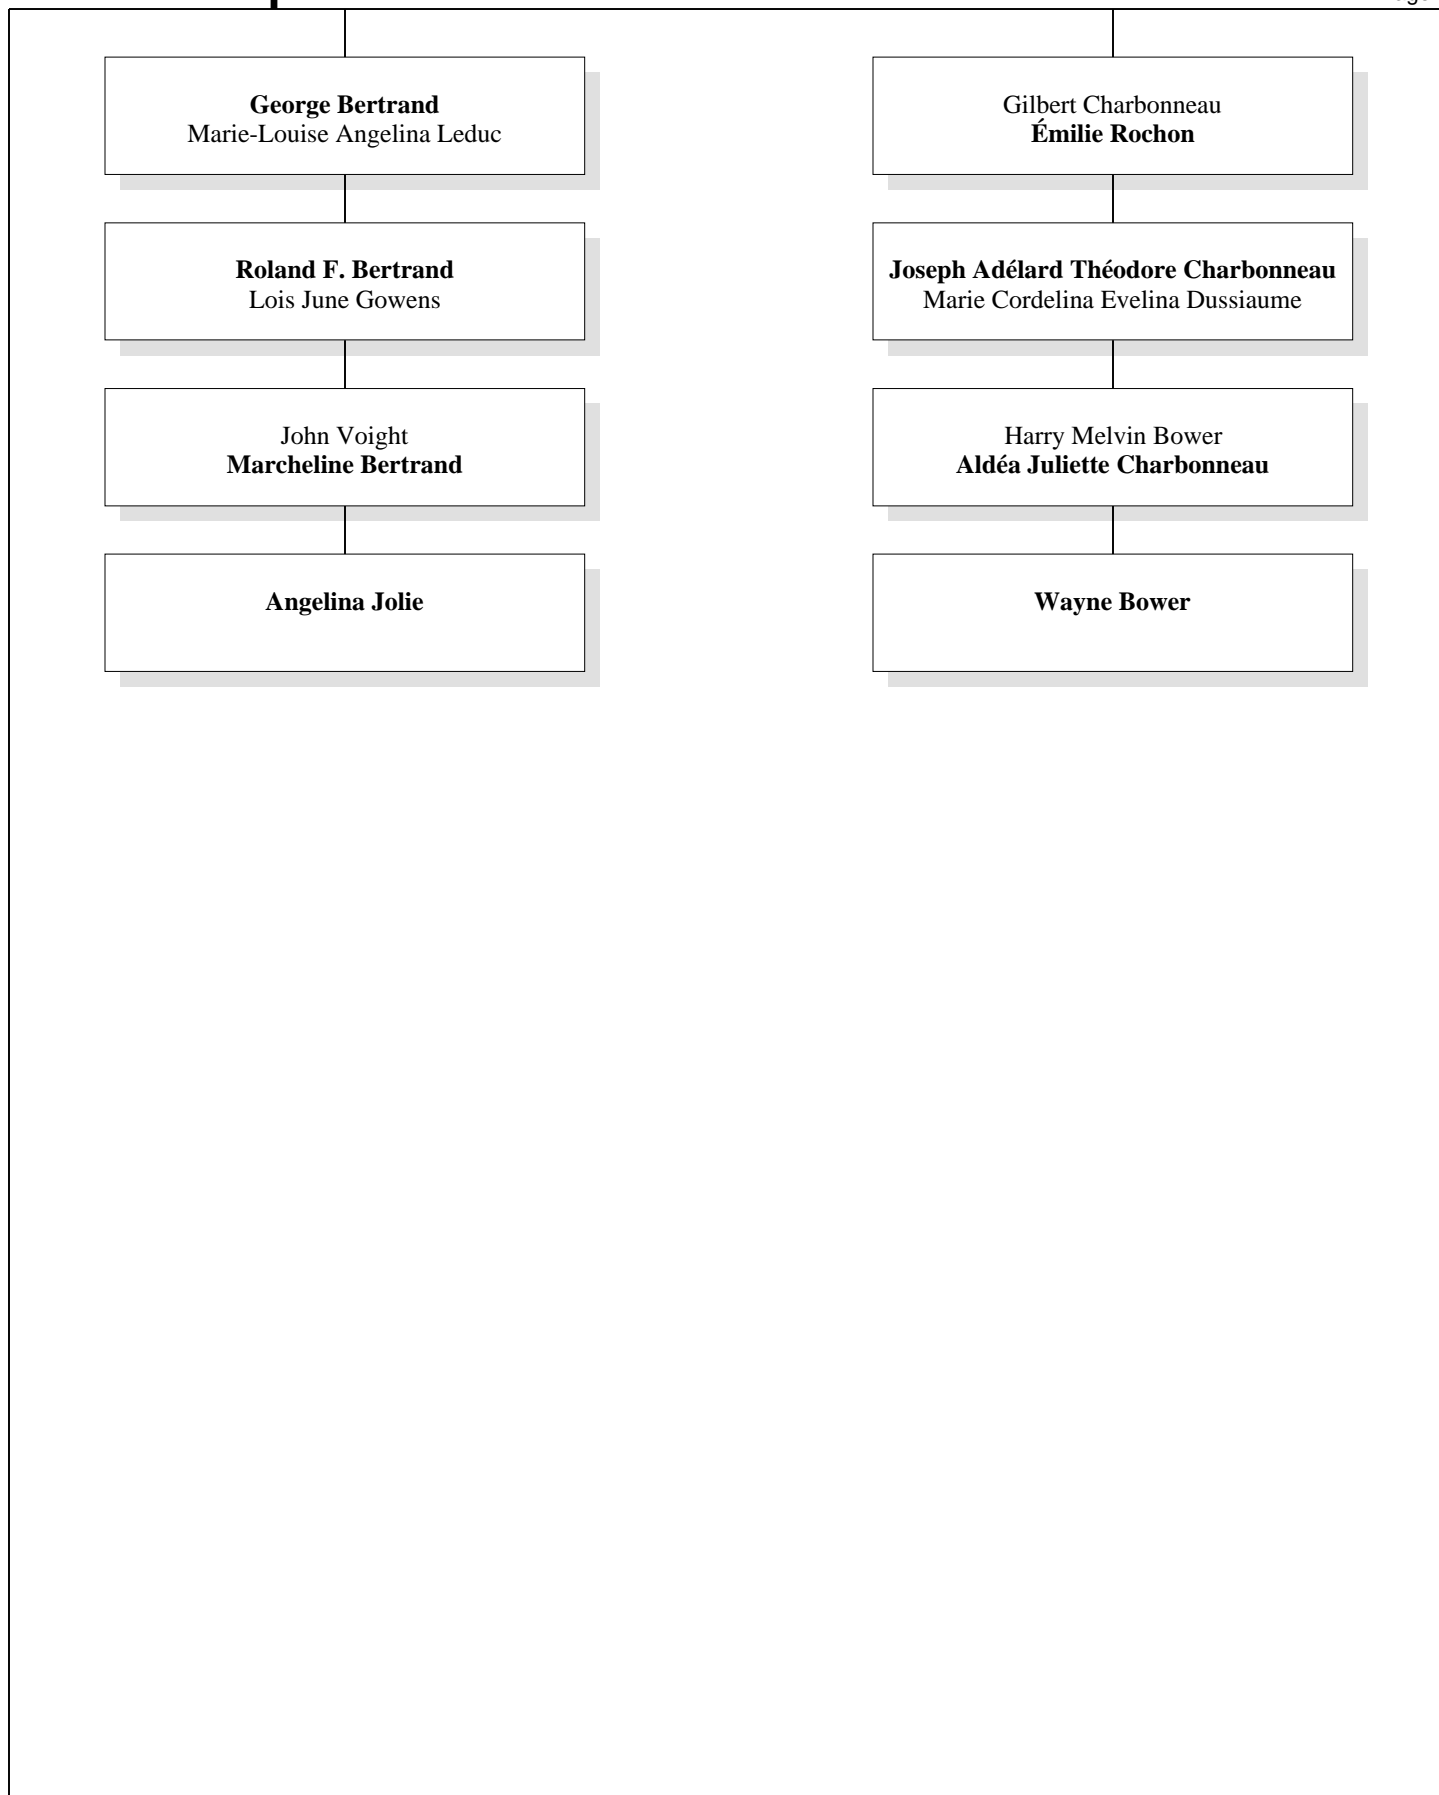 George Bertrand
Marie-Louise Angelina Leduc
Roland F. Bertrand
Lois June Gowens
John Voight
Marcheline Bertrand
Angelina Jolie
Gilbert Charbonneau
Émilie Rochon
Joseph Adélard Théodore Charbonneau
Marie Cordelina Evelina Dussiaume
Harry Melvin Bower
Aldéa Juliette Charbonneau
Wayne Bower